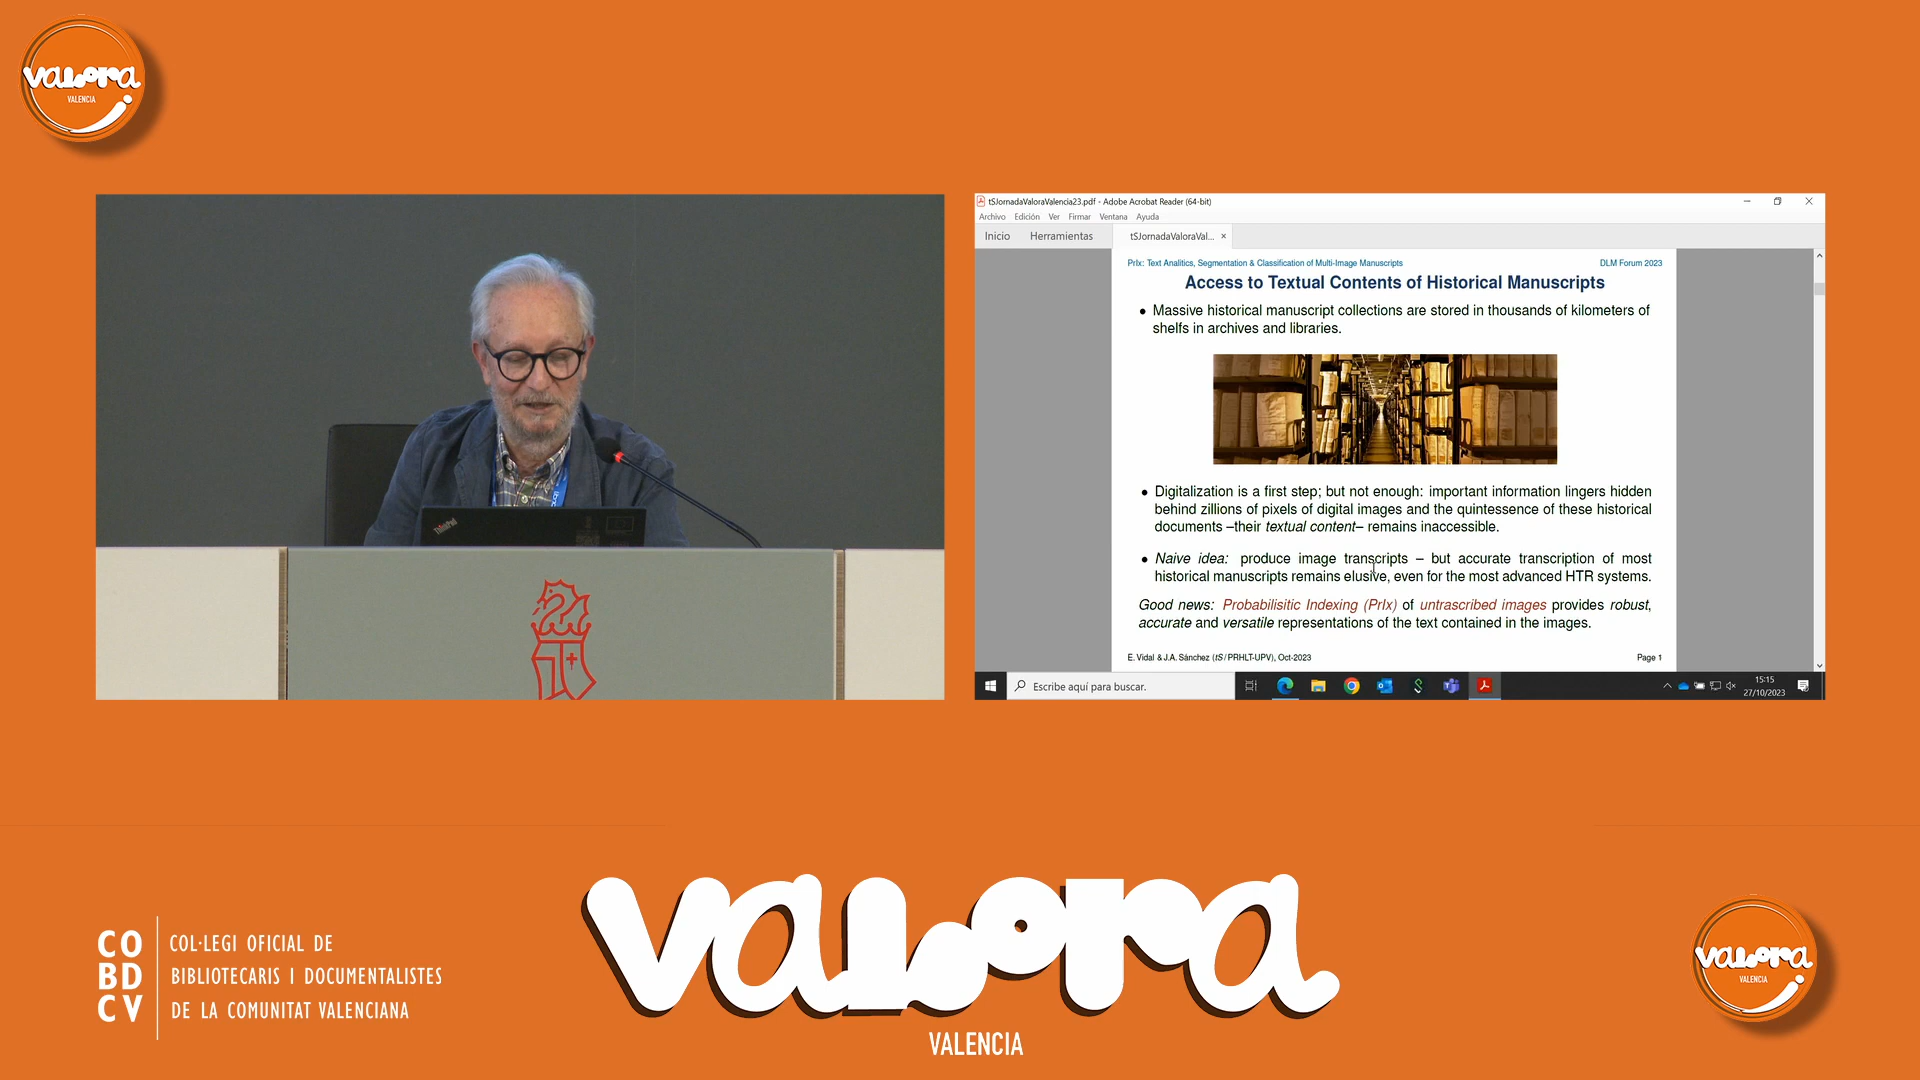 valora
VALENCIA
tSJornadaValoraValencia23.pdf - Adobe Acrobat Reader (64-bit)
Archivo Edición Ver Firmar Ventana Ayuda
Inicio Herramientas tSJornadaValoraVal... ×
PrIx: Text Analitics, Segmentation & Classification of Multi-Image Manuscripts DLM Forum 2023
Access to Textual Contents of Historical Manuscripts
• Massive historical manuscript collections are stored in thousands of kilometers of
shelfs in archives and libraries.
• Digitalization is a first step; but not enough: important information lingers hidden
behind zillions of pixels of digital images and the quintessence of these historical
documents –their textual content– remains inaccessible.
• Naive idea: produce image transcripts – but accurate transcription of most
historical manuscripts remains elusive, even for the most advanced HTR systems.
Good news: Probabilisitic Indexing (PrIx) of untrascribed images provides robust,
accurate and versatile representations of the text contained in the images.
E. Vidal & J.A. Sánchez (tS/PRHLT-UPV), Oct-2023 Page 1
Escribe aquí para buscar.
15:15
27/10/2023
ThinkPad
CO
BD
CV
COL·LEGI OFICIAL DE
BIBLIOTECARIS I DOCUMENTALISTES
DE LA COMUNITAT VALENCIANA
valora
VALENCIA
valora
VALENCIA